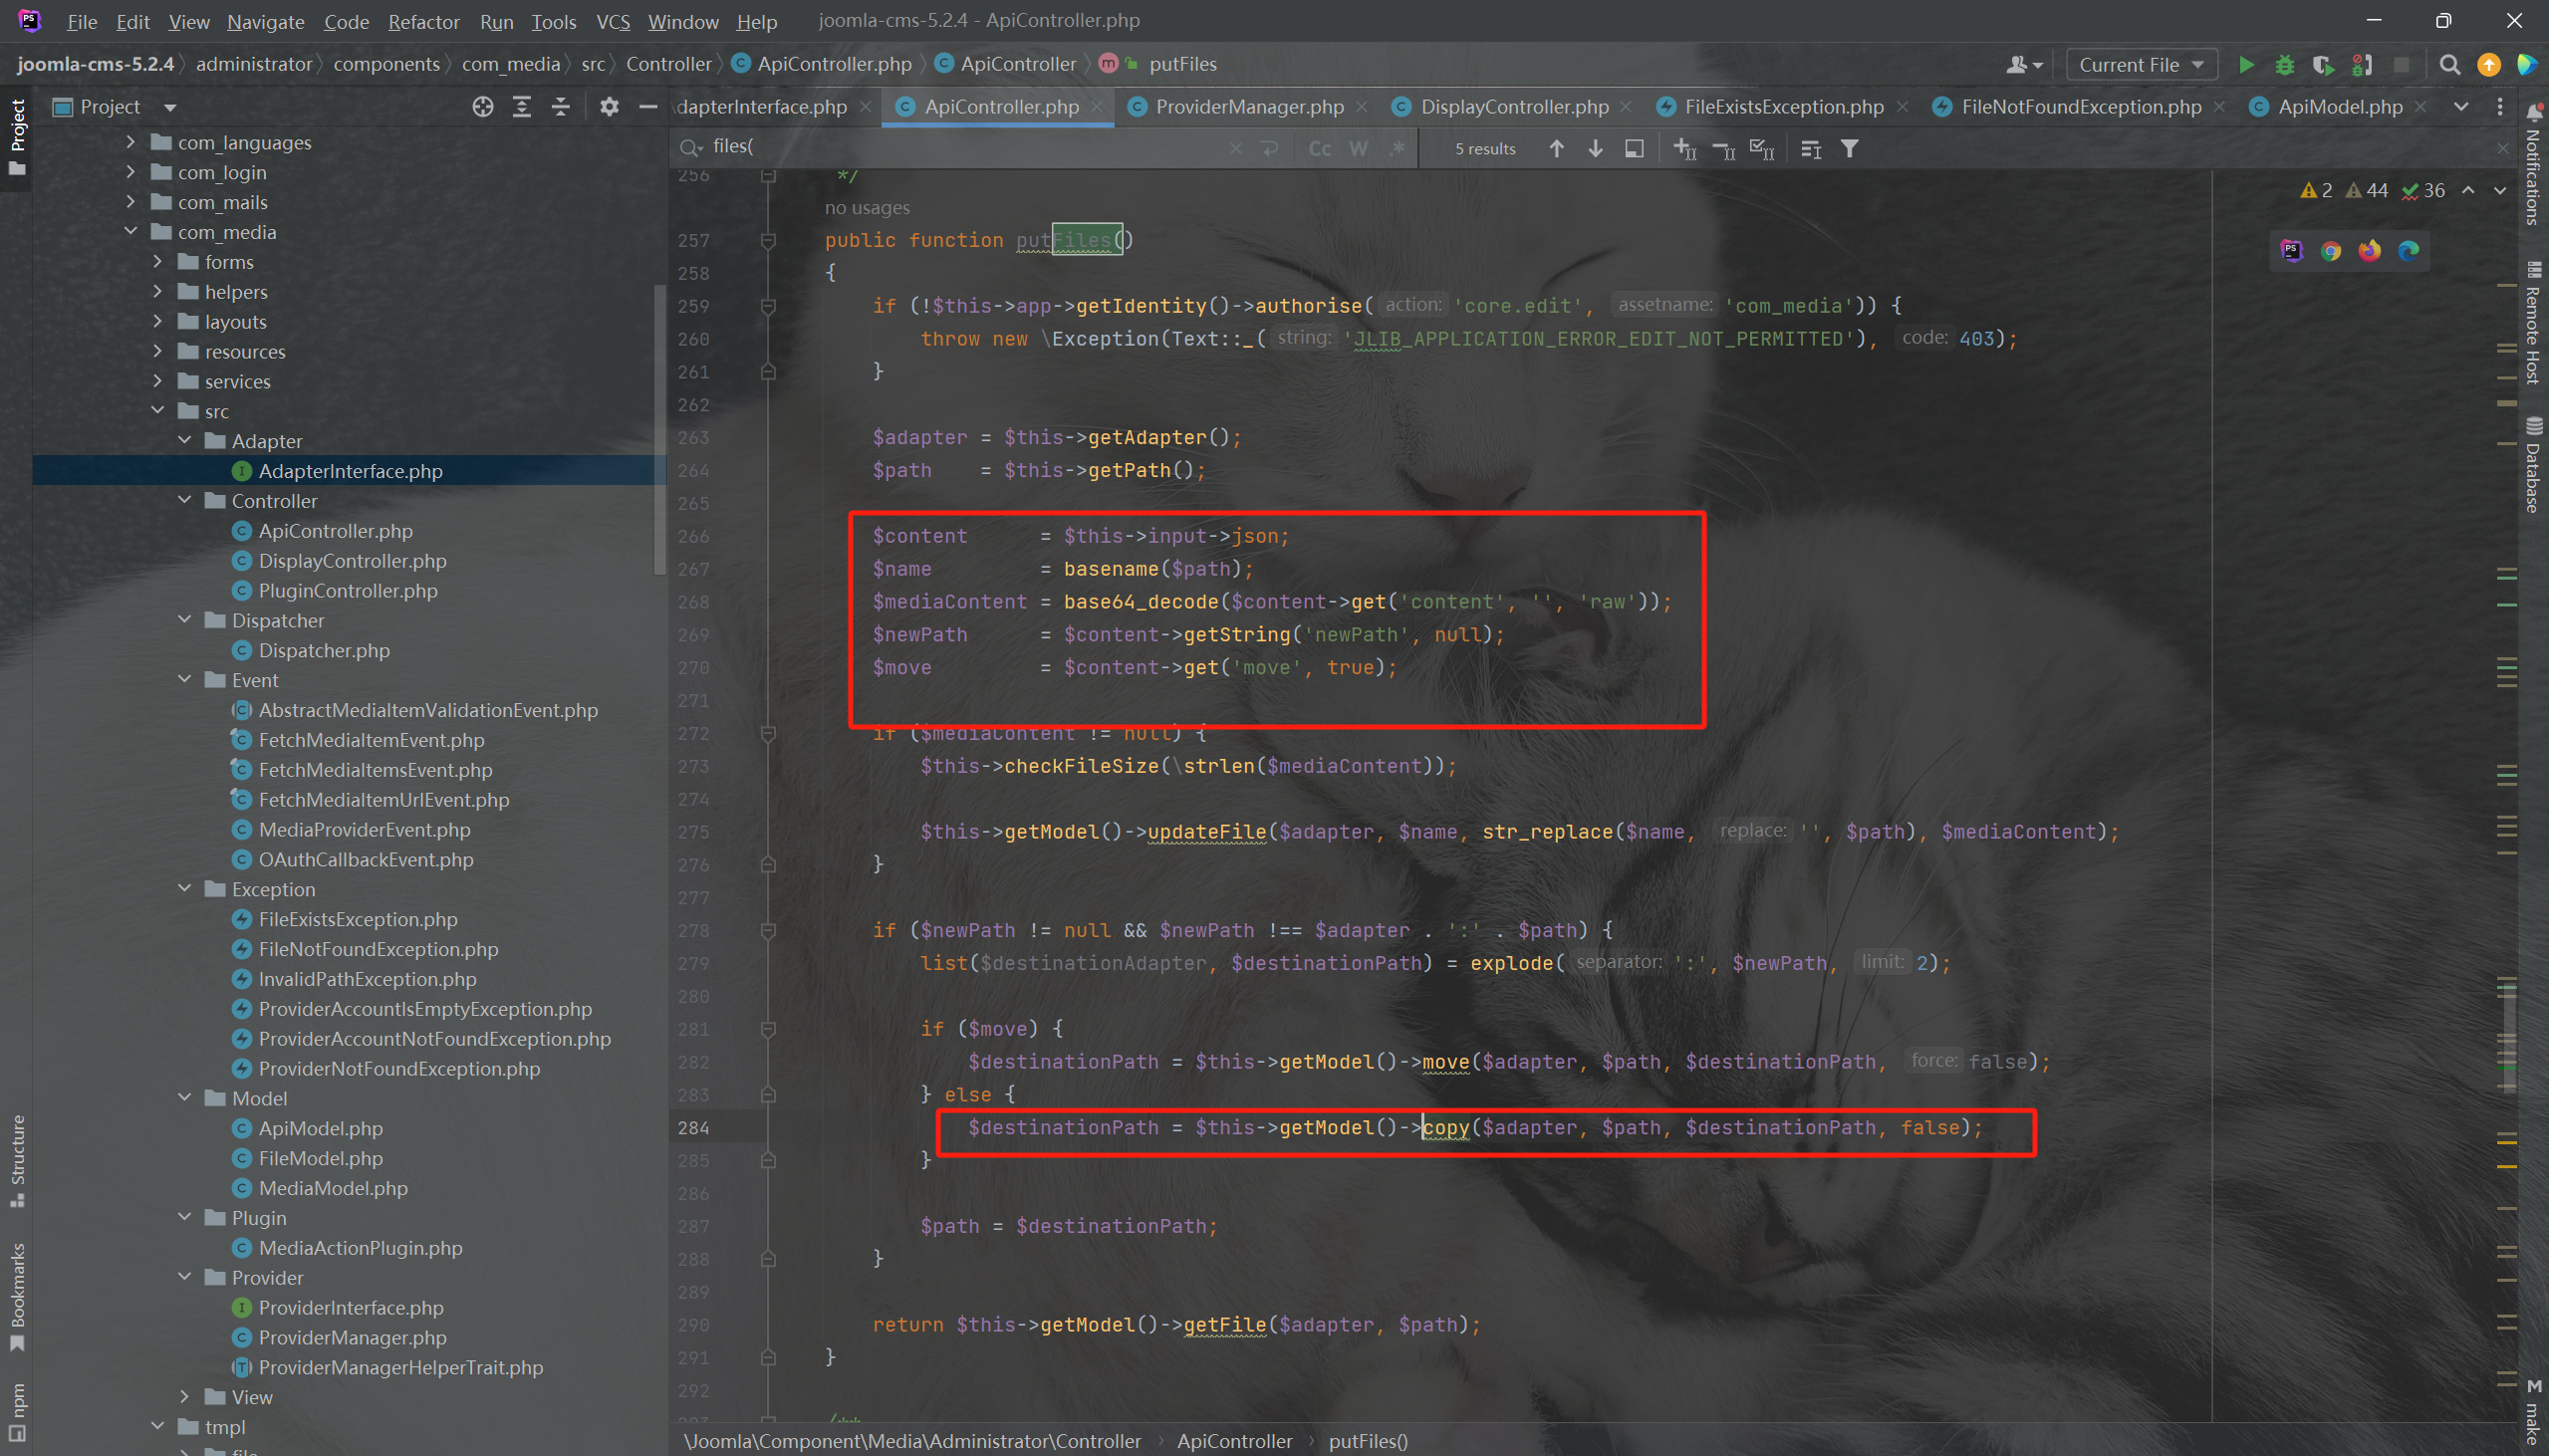 File Edit View Navigate Code Refactor Run Tools VCS Window Help joomla-cms-5.2.4 - ApiController.php
joomla-cms-5.2.4 administrator components com_media src Controller ApiController.php ApiController putFiles Current File
Project dapterInterface.php ApiController.php ProviderManager.php DisplayController.php FileExistsException.php FileNotFoundException.php ApiModel.php
files( Cc W .* 5 results
2 44 36
Project
Structure
Bookmarks
npm
com_languages
com_login
com_mails
com_media
forms
helpers
layouts
resources
services
src
Adapter
AdapterInterface.php
Controller
ApiController.php
DisplayController.php
PluginController.php
Dispatcher
Dispatcher.php
Event
AbstractMediaItemValidationEvent.php
FetchMediaItemEvent.php
FetchMediaItemsEvent.php
FetchMediaItemUrlEvent.php
MediaProviderEvent.php
OAuthCallbackEvent.php
Exception
FileExistsException.php
FileNotFoundException.php
InvalidPathException.php
ProviderAccountIsEmptyException.php
ProviderAccountNotFoundException.php
ProviderNotFoundException.php
Model
ApiModel.php
FileModel.php
MediaModel.php
Plugin
MediaActionPlugin.php
Provider
ProviderInterface.php
ProviderManager.php
ProviderManagerHelperTrait.php
View
tmpl
256 */
no usages
257 public function putFiles()
258 {
259 if (!$this->app->getIdentity()->authorise( action: 'core.edit', assetname: 'com_media')) {
260 throw new \Exception(Text::_( string: 'JLIB_APPLICATION_ERROR_EDIT_NOT_PERMITTED'), code: 403);
261 }
262
263 $adapter = $this->getAdapter();
264 $path = $this->getPath();
265
266 $content = $this->input->json;
267 $name = basename($path);
268 $mediaContent = base64_decode($content->get('content', '', 'raw'));
269 $newPath = $content->getString('newPath', null);
270 $move = $content->get('move', true);
271
272 if ($mediaContent != null) {
273 $this->checkFileSize(\strlen($mediaContent));
274
275 $this->getModel()->updateFile($adapter, $name, str_replace($name, replace: '', $path), $mediaContent);
276 }
277
278 if ($newPath != null && $newPath !== $adapter . ':' . $path) {
279 list($destinationAdapter, $destinationPath) = explode( separator: ':', $newPath, limit: 2);
280
281 if ($move) {
282 $destinationPath = $this->getModel()->move($adapter, $path, $destinationPath, force: false);
283 } else {
284 $destinationPath = $this->getModel()->copy($adapter, $path, $destinationPath, false);
285 }
286
287 $path = $destinationPath;
288 }
289
290 return $this->getModel()->getFile($adapter, $path);
291 }
292
/**
\Joomla\Component\Media\Administrator\Controller ApiController putFiles()
Notifications
Remote Host
Database
make